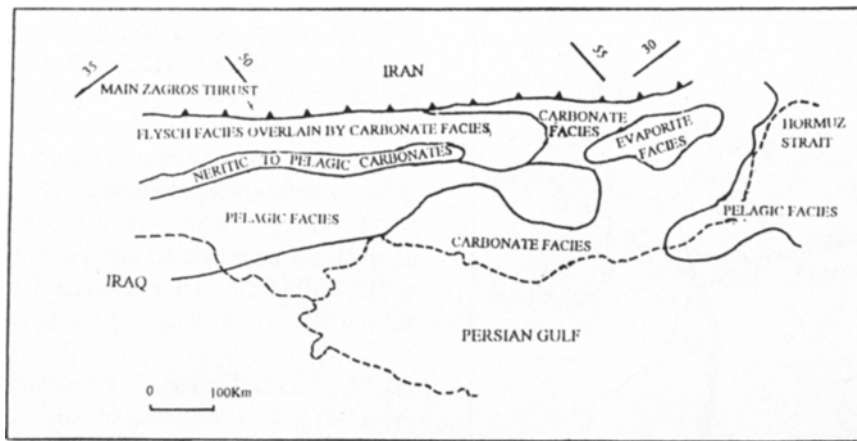 35
50
IRAN
35
30
MAIN ZAGROS THRUST
FLYSCH FACIES OVERLAIN BY CARBONATE FACIES
CARBONATE
FACIES
EVAPORITE
FACIES
HORMUZ
STRAIT
NERITIC TO PELAGIC CARBONATES
PELAGIC FACIES
PELAGIC FACIES
CARBONATE FACIES
IRAQ
PERSIAN GULF
0
100Km